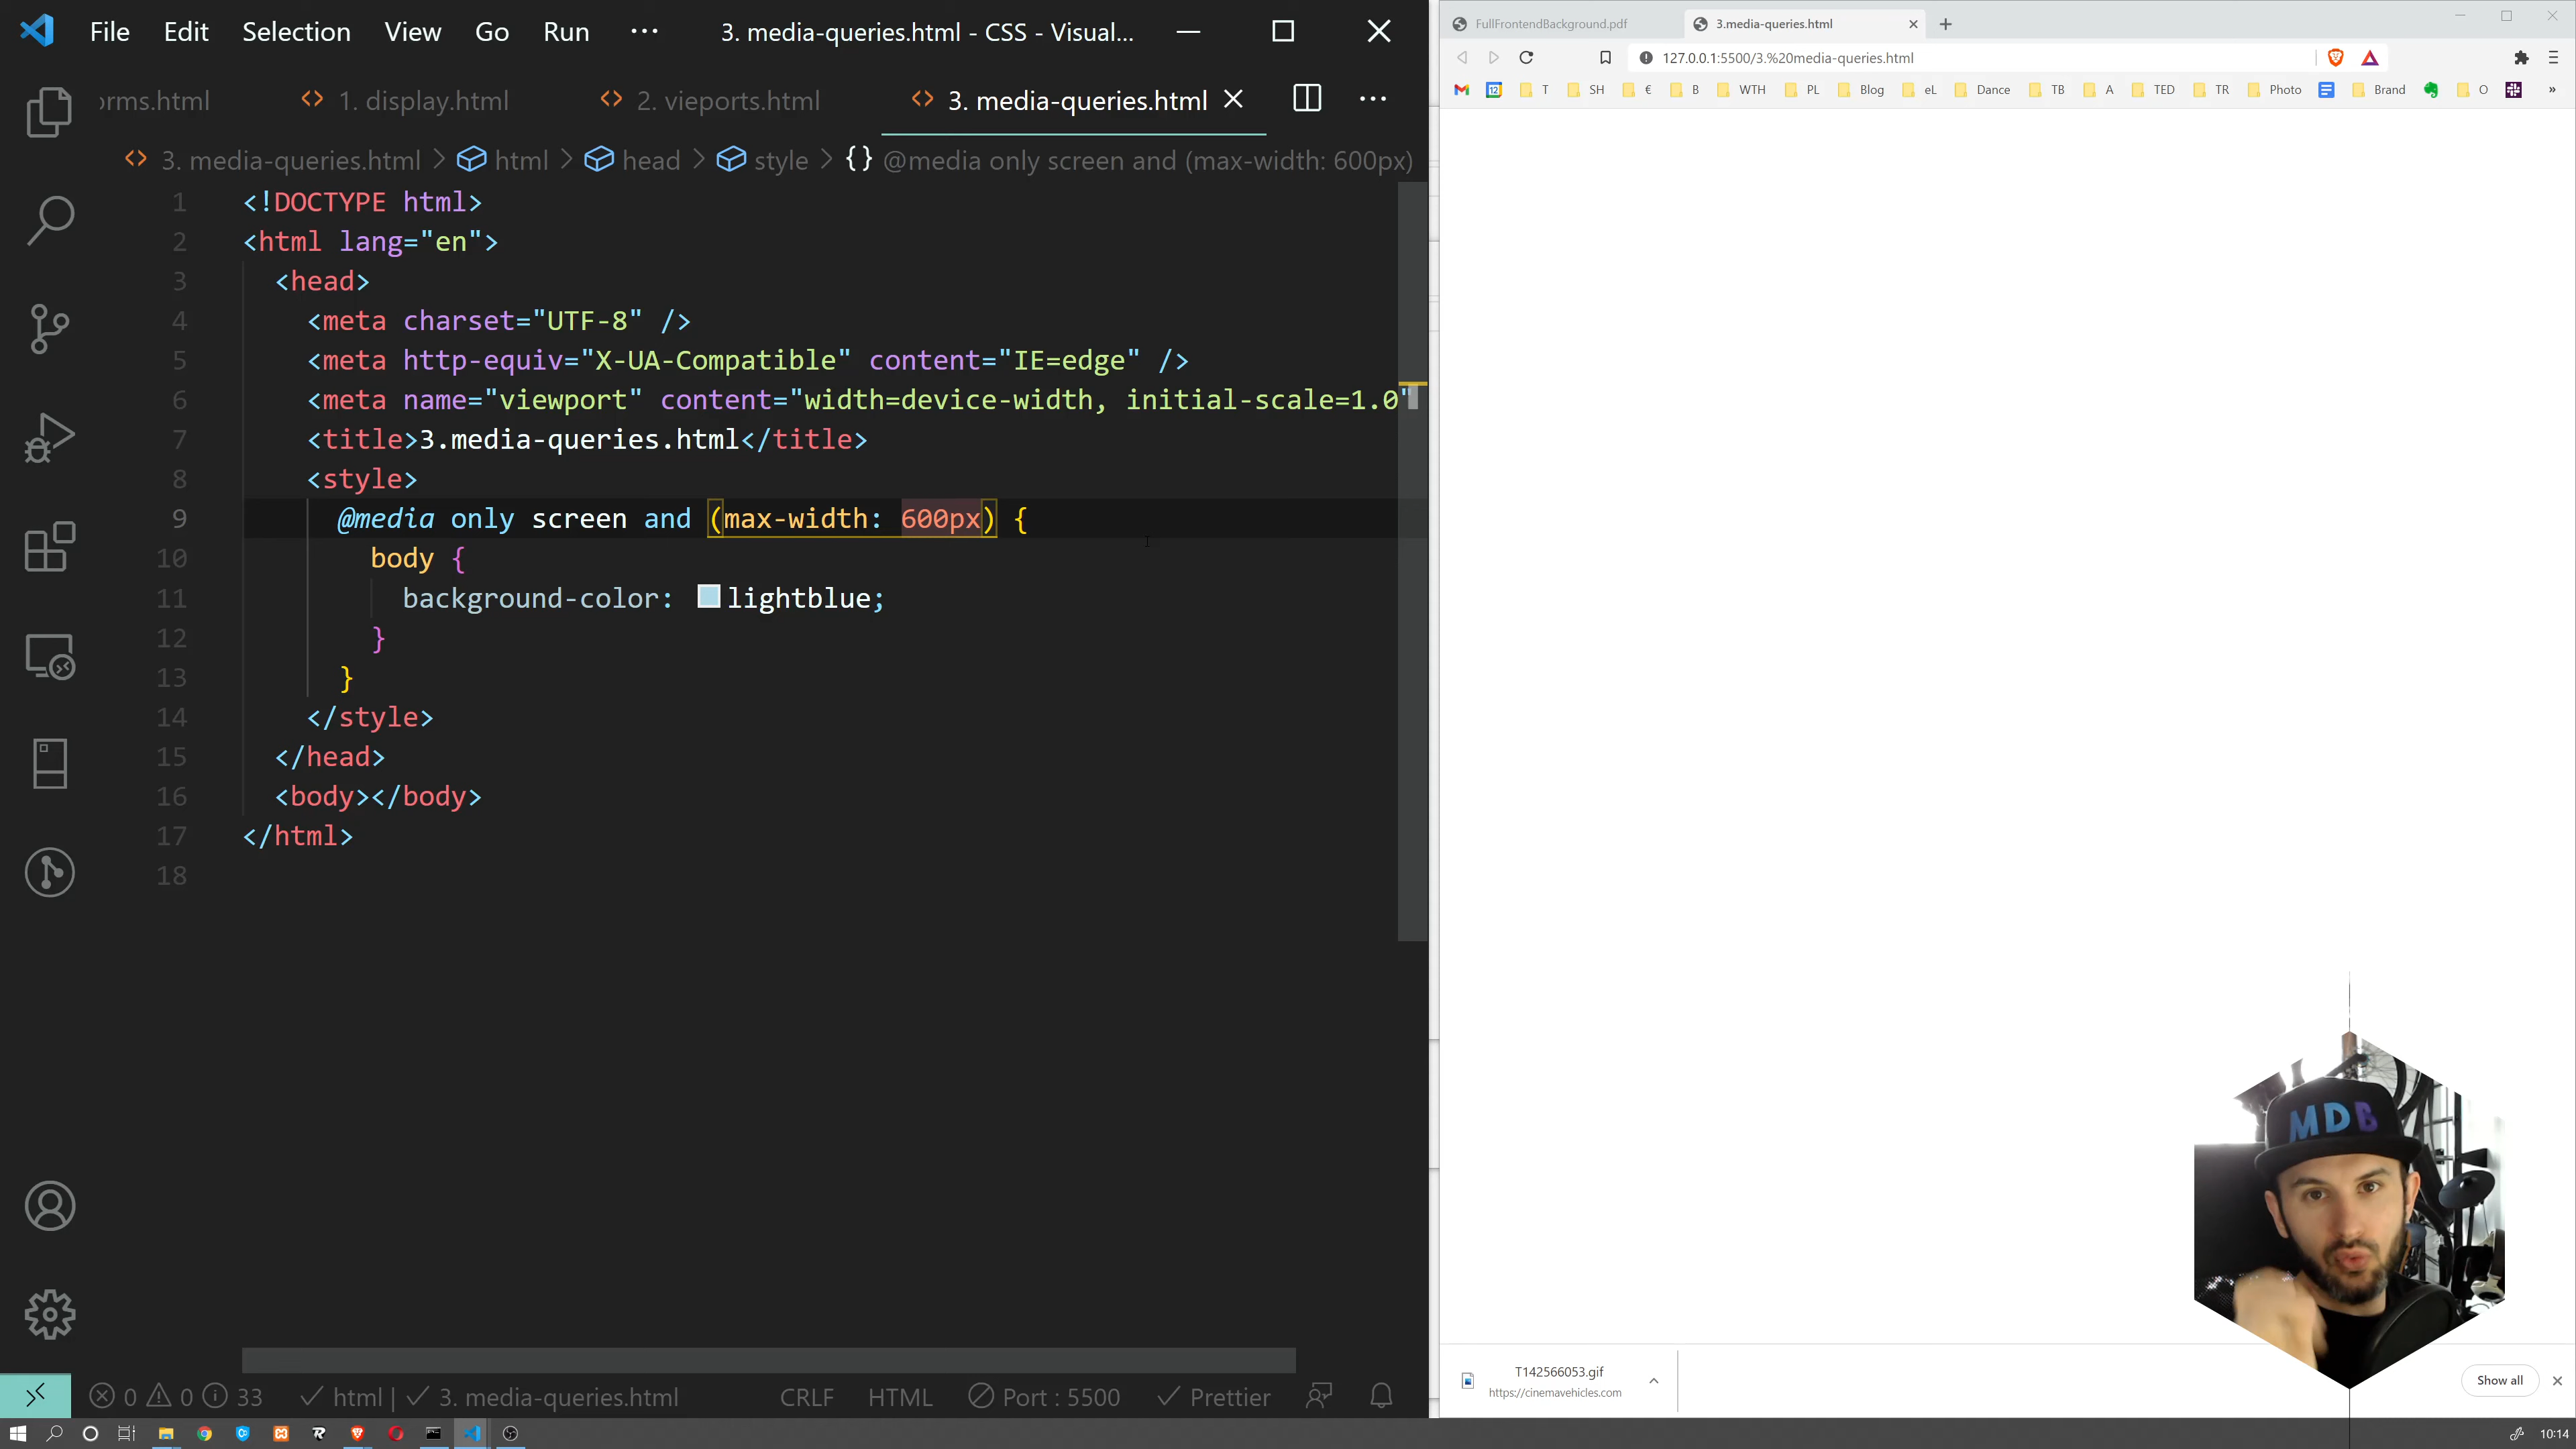 File Edit Selection View Go Run ··· 3. media-queries.html - CSS - Visual...
orms.html 1. display.html 2. vieports.html 3. media-queries.html
3. media-queries.html > html > head > style > {} @media only screen and (max-width: 600px)
1 <!DOCTYPE html>
2 <html lang="en">
3 <head>
4 <meta charset="UTF-8" />
5 <meta http-equiv="X-UA-Compatible" content="IE=edge" />
6 <meta name="viewport" content="width=device-width, initial-scale=1.0"
7 <title>3.media-queries.html</title>
8 <style>
9 @media only screen and (max-width: 600px) {
10 body {
11 background-color: lightblue;
12 }
13 }
14 </style>
15 </head>
16 <body></body>
17 </html>
18
0 0 33 html | 3. media-queries.html CRLF HTML Port : 5500 Prettier
FullFrontendBackground.pdf 3.media-queries.html
127.0.0.1:5500/3.%20media-queries.html
12 T SH € B WTH PL Blog eL Dance TB A TED TR Photo Brand O »
MDB
T142566053.gif
https://cinemavehicles.com
Show all
10:14